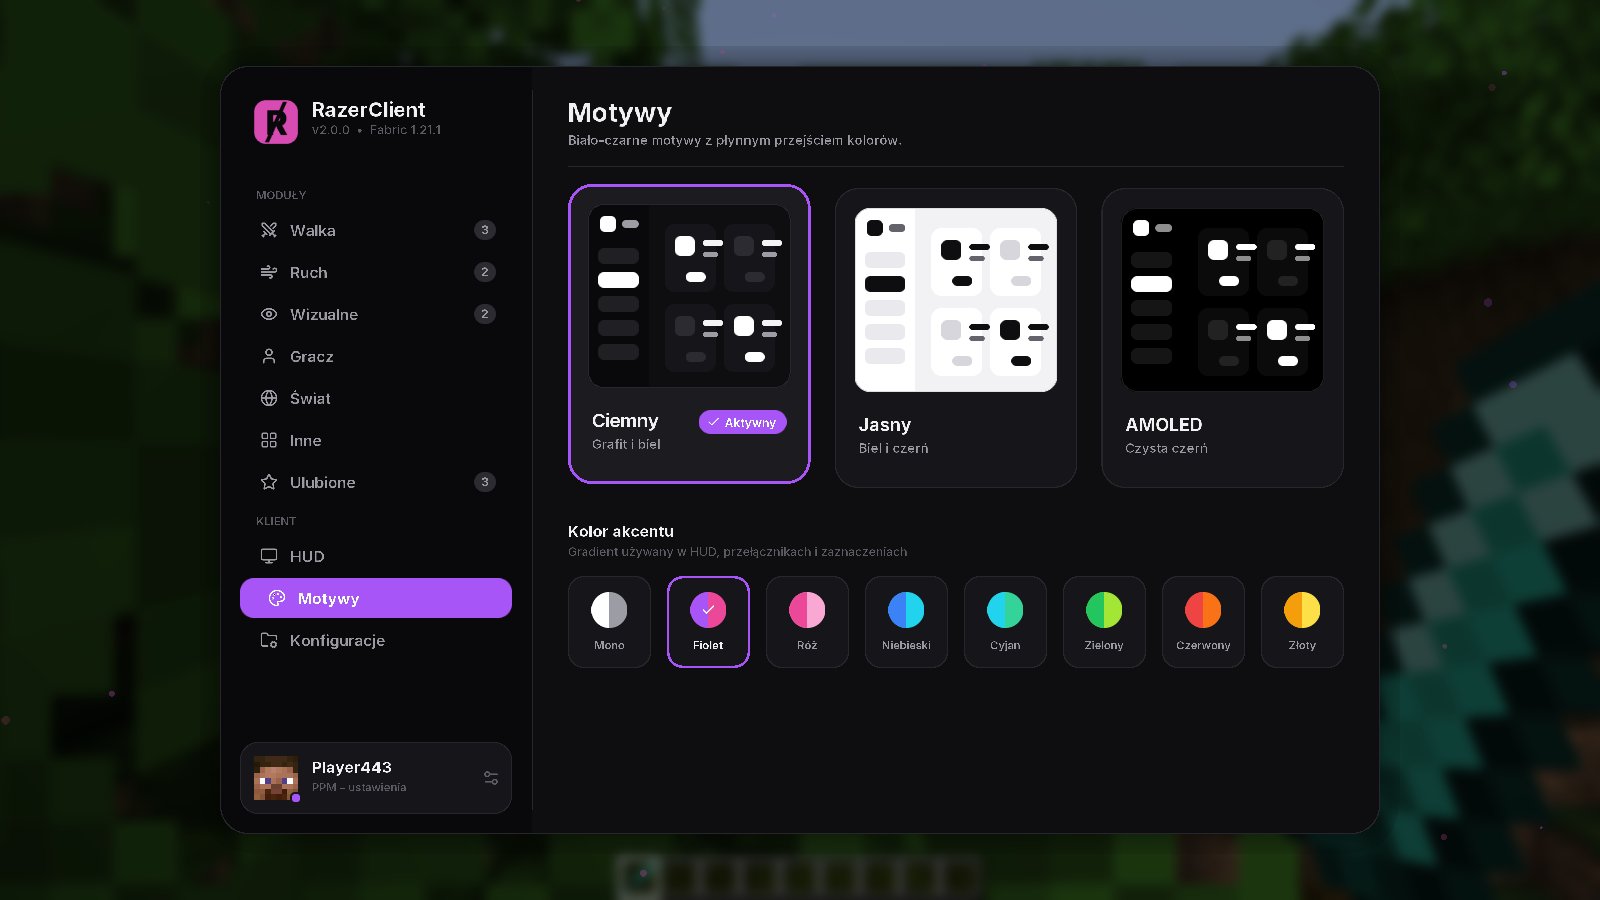 RazerClient
v2.0.0 • Fabric 1.21.1
MODUŁY
Walka 3
Ruch 2
Wizualne 2
Gracz
Świat
Inne
Ulubione 3
KLIENT
HUD
Motywy
Konfiguracje
Player443
PPM – ustawienia
Motywy
Biało-czarne motywy z płynnym przejściem kolorów.
Ciemny
Aktywny
Grafit i biel
Jasny
Biel i czerń
AMOLED
Czysta czerń
Kolor akcentu
Gradient używany w HUD, przełącznikach i zaznaczeniach
Mono
Fiolet
Róż
Niebieski
Cyjan
Zielony
Czerwony
Złoty